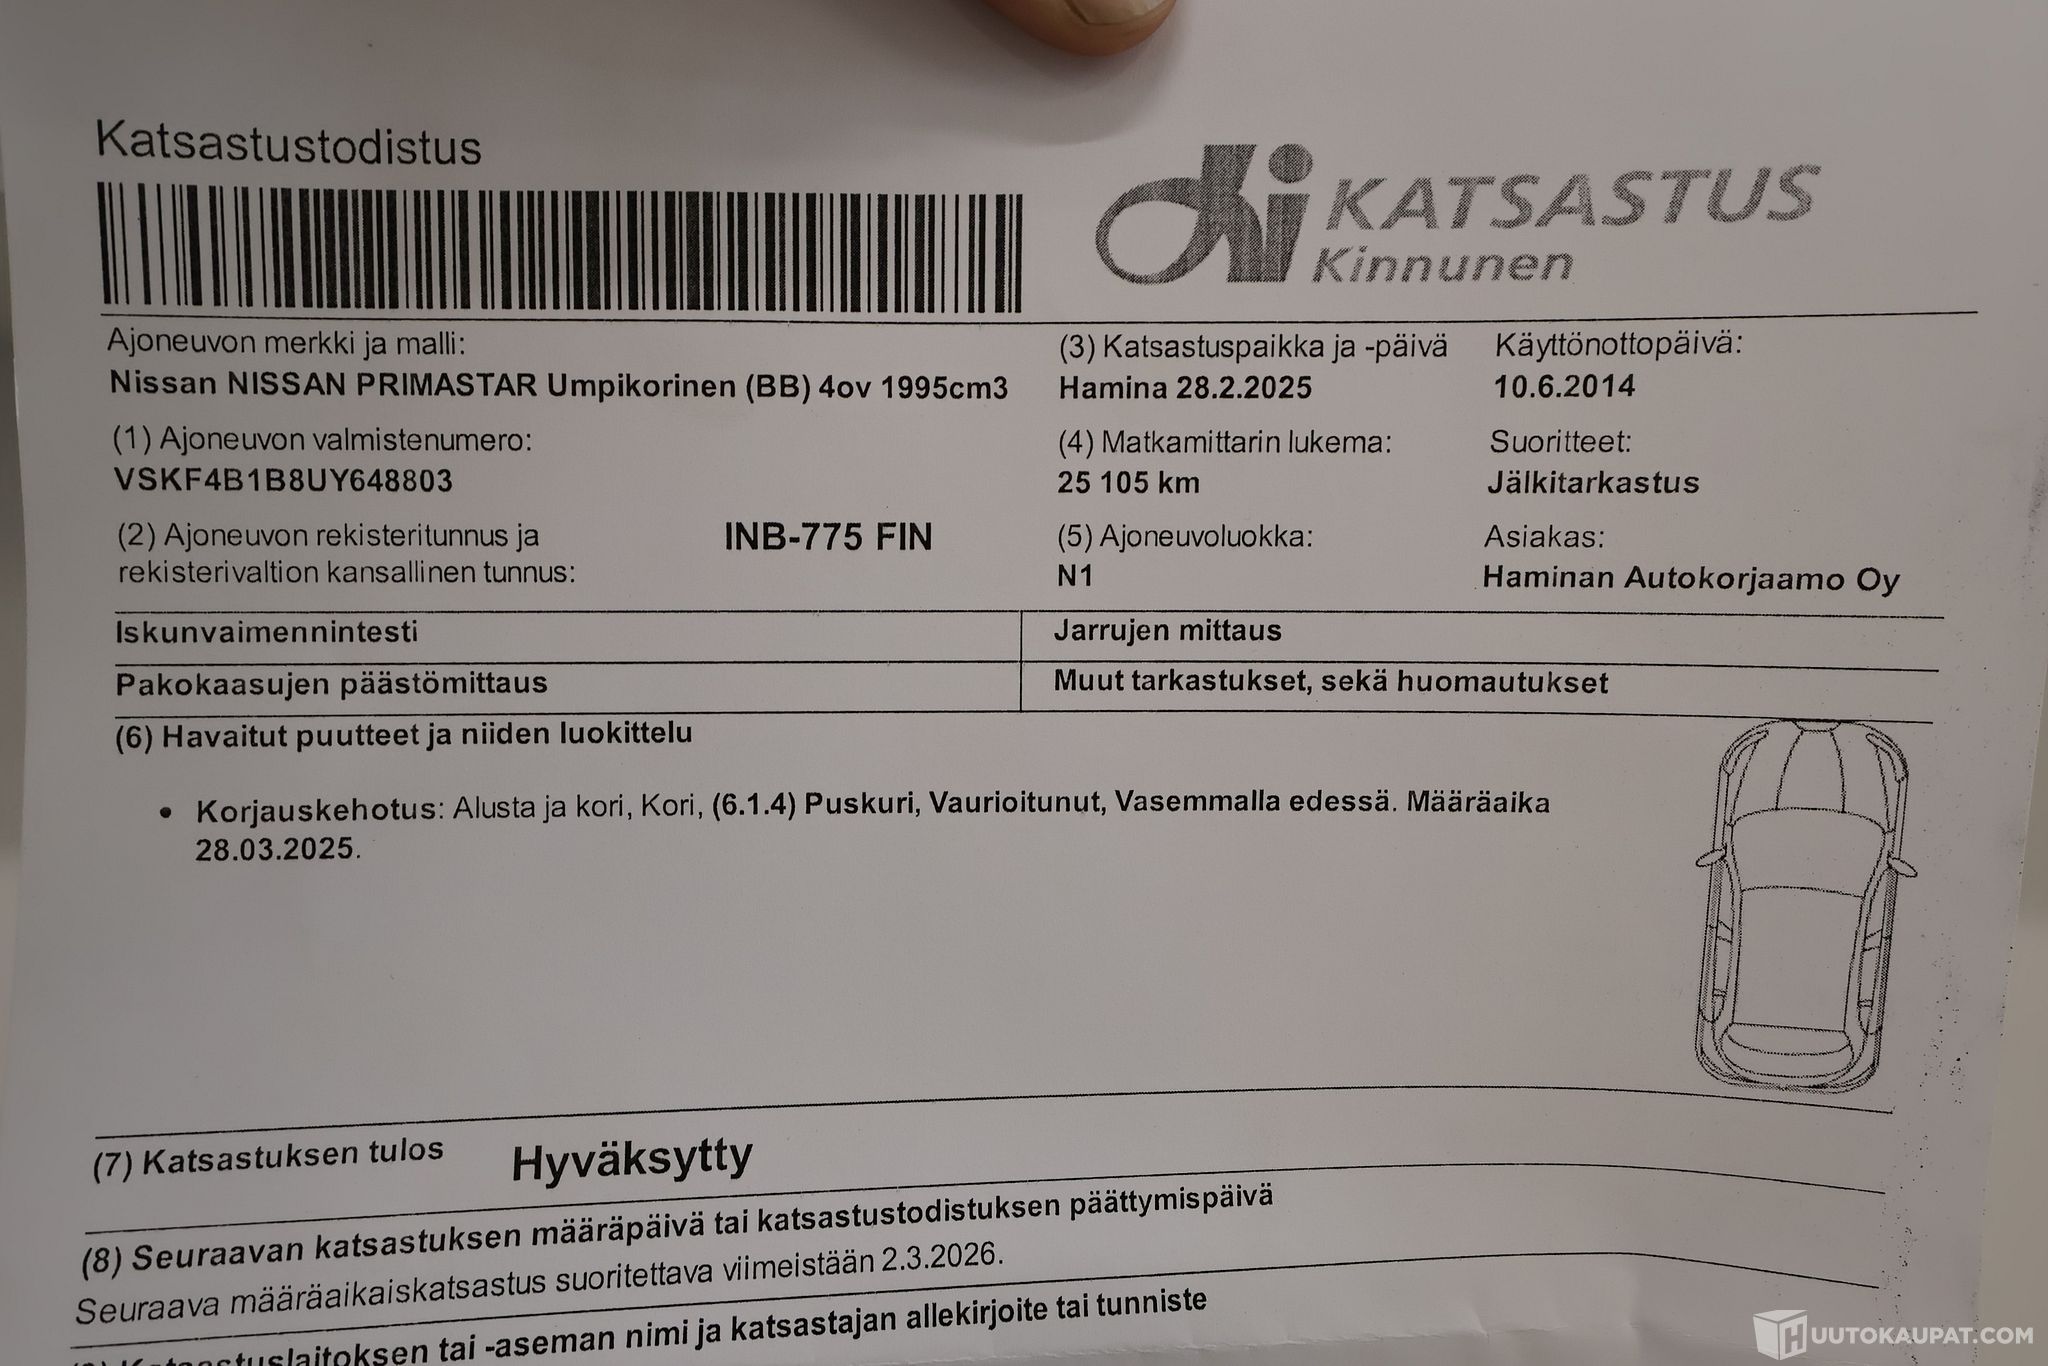 Katsastustodistus
KATSASTUS
Kinnunen
Ajoneuvon merkki ja malli:
Nissan NISSAN PRIMASTAR Umpikorinen (BB) 4ov 1995cm3
(3) Katsastuspaikka ja -päivä
Hamina 28.2.2025
Käyttönottopäivä:
10.6.2014
(1) Ajoneuvon valmistenumero:
VSKF4B1B8UY648803
(4) Matkamittarin lukema:
25 105 km
Suoritteet:
Jälkitarkastus
(2) Ajoneuvon rekisteritunnus ja
rekisterivaltion kansallinen tunnus:
INB-775 FIN
(5) Ajoneuvoluokka:
N1
Asiakas:
Haminan Autokorjaamo Oy
Iskunvaimennintesti
Jarrujen mittaus
Pakokaasujen päästömittaus
Muut tarkastukset, sekä huomautukset
(6) Havaitut puutteet ja niiden luokittelu
• Korjauskehotus: Alusta ja kori, Kori, (6.1.4) Puskuri, Vaurioitunut, Vasemmalla edessä. Määräaika
28.03.2025.
(7) Katsastuksen tulos Hyväksytty
(8) Seuraavan katsastuksen määräpäivä tai katsastustodistuksen päättymispäivä
Seuraava määräaikaiskatsastus suoritettava viimeistään 2.3.2026.
Katsastuslaitoksen tai -aseman nimi ja katsastajan allekirjoite tai tunniste
HUUTOKAUPAT.COM